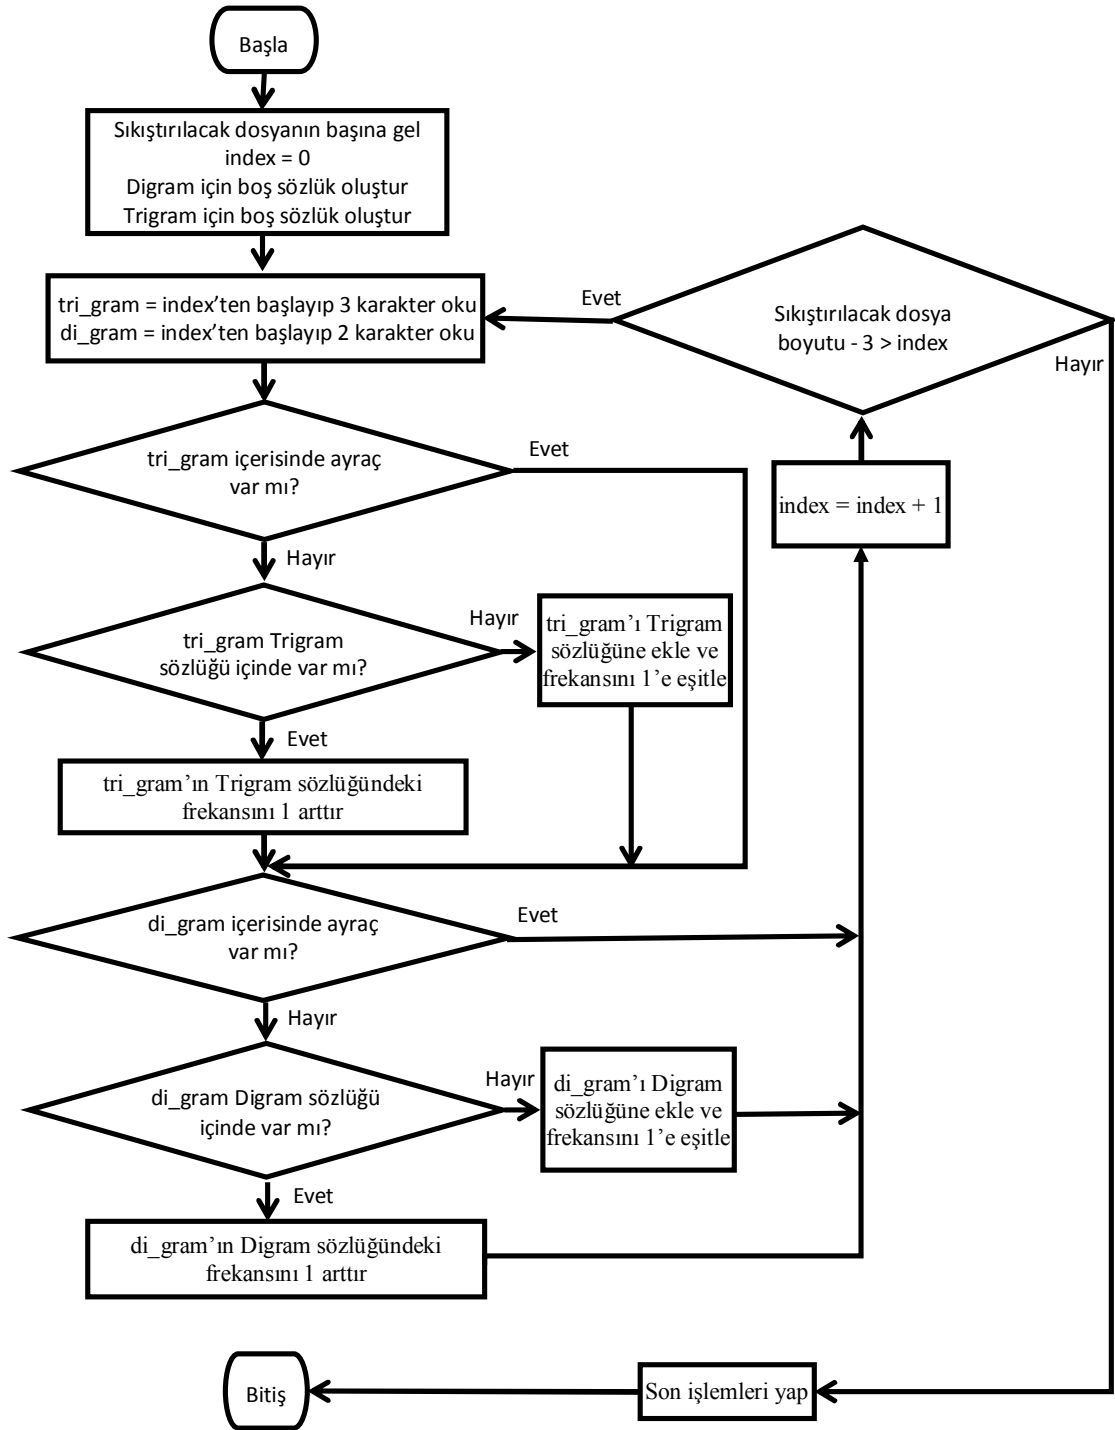 Başla
Sıkıştırılacak dosyanın başına gel
index = 0
Digram için boş sözlük oluştur
Trigram için boş sözlük oluştur
tri_gram = index’ten başlayıp 3 karakter oku
di_gram = index’ten başlayıp 2 karakter oku
Evet
Sıkıştırılacak dosya
boyutu - 3 > index
Hayır
tri_gram içerisinde ayraç
var mı?
Evet
index = index + 1
Hayır
tri_gram Trigram
sözlüğü içinde var mı?
Hayır
tri_gram’ı Trigram
sözlüğüne ekle ve
frekansını 1’e eşitle
Evet
tri_gram’ın Trigram sözlüğündeki
frekansını 1 arttır
di_gram içerisinde ayraç
var mı?
Evet
Hayır
di_gram Digram sözlüğü
içinde var mı?
Hayır
di_gram’ı Digram
sözlüğüne ekle ve
frekansını 1’e eşitle
Evet
di_gram’ın Digram sözlüğündeki
frekansını 1 arttır
Bitiş
Son işlemleri yap